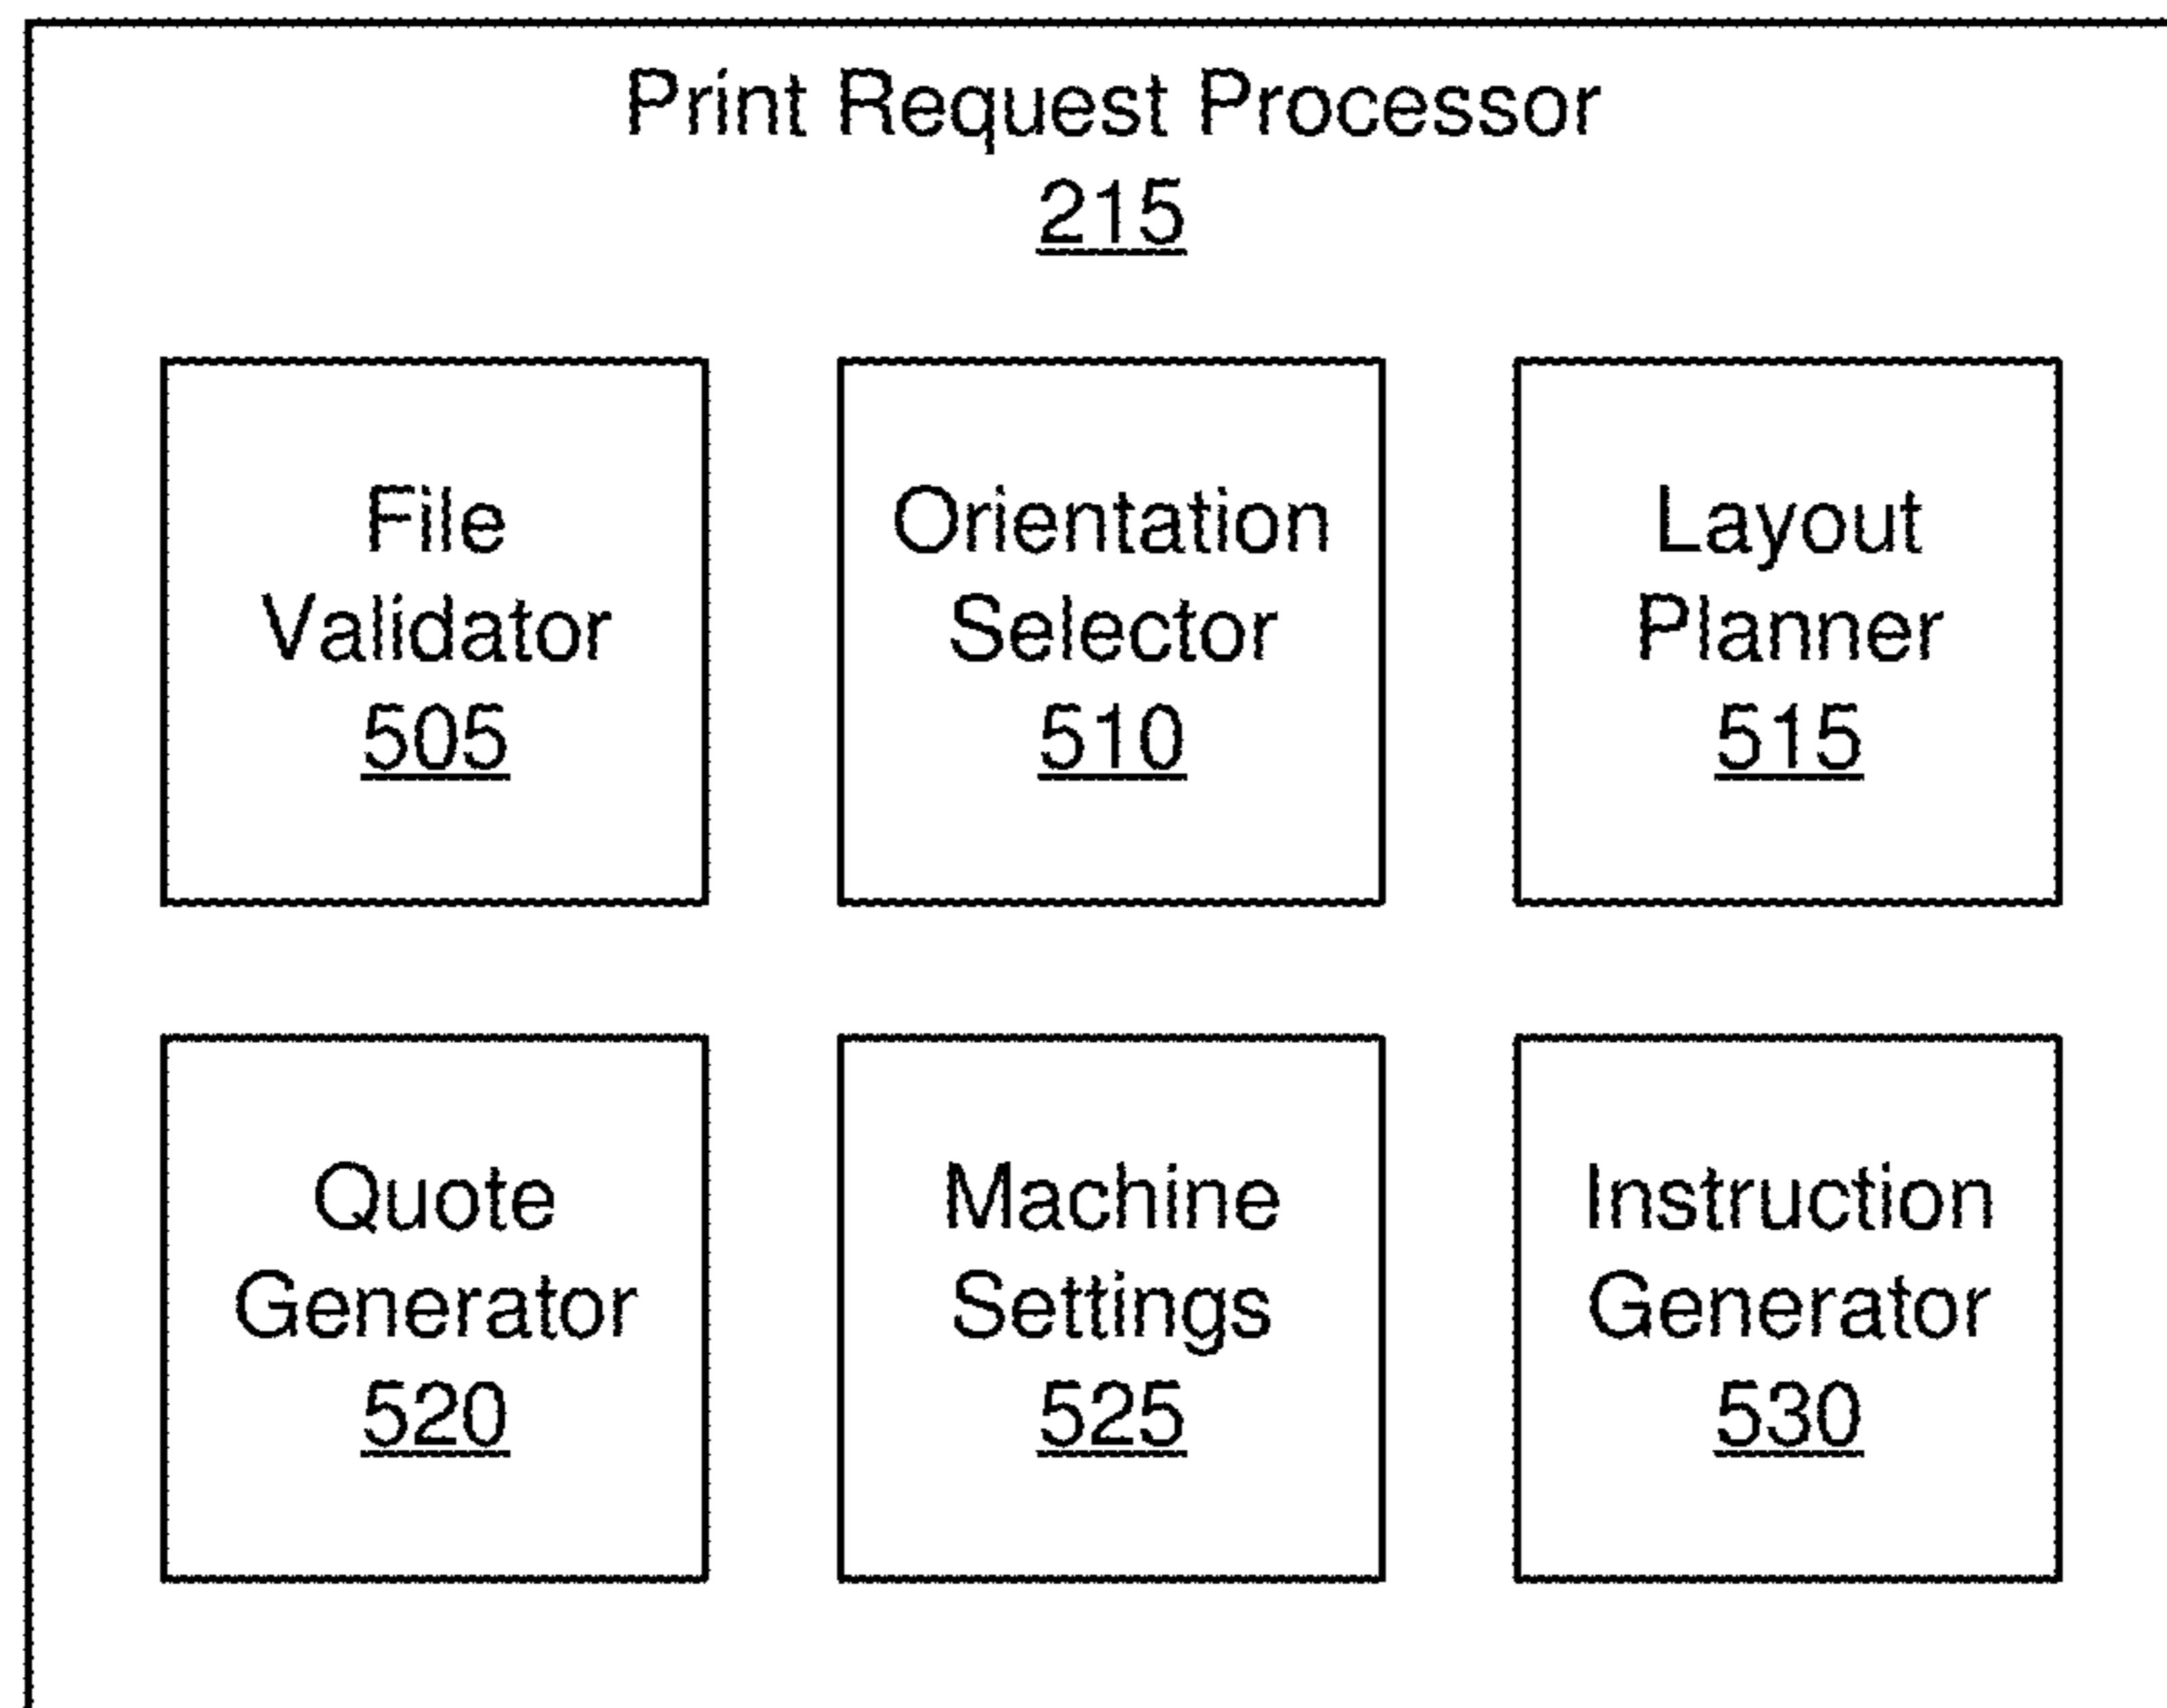 Print Request Processor
215
File
Validator
505
Orientation
Selector
510
Layout
Planner
515
Quote
Generator
520
Machine
Settings
525
Instruction
Generator
530